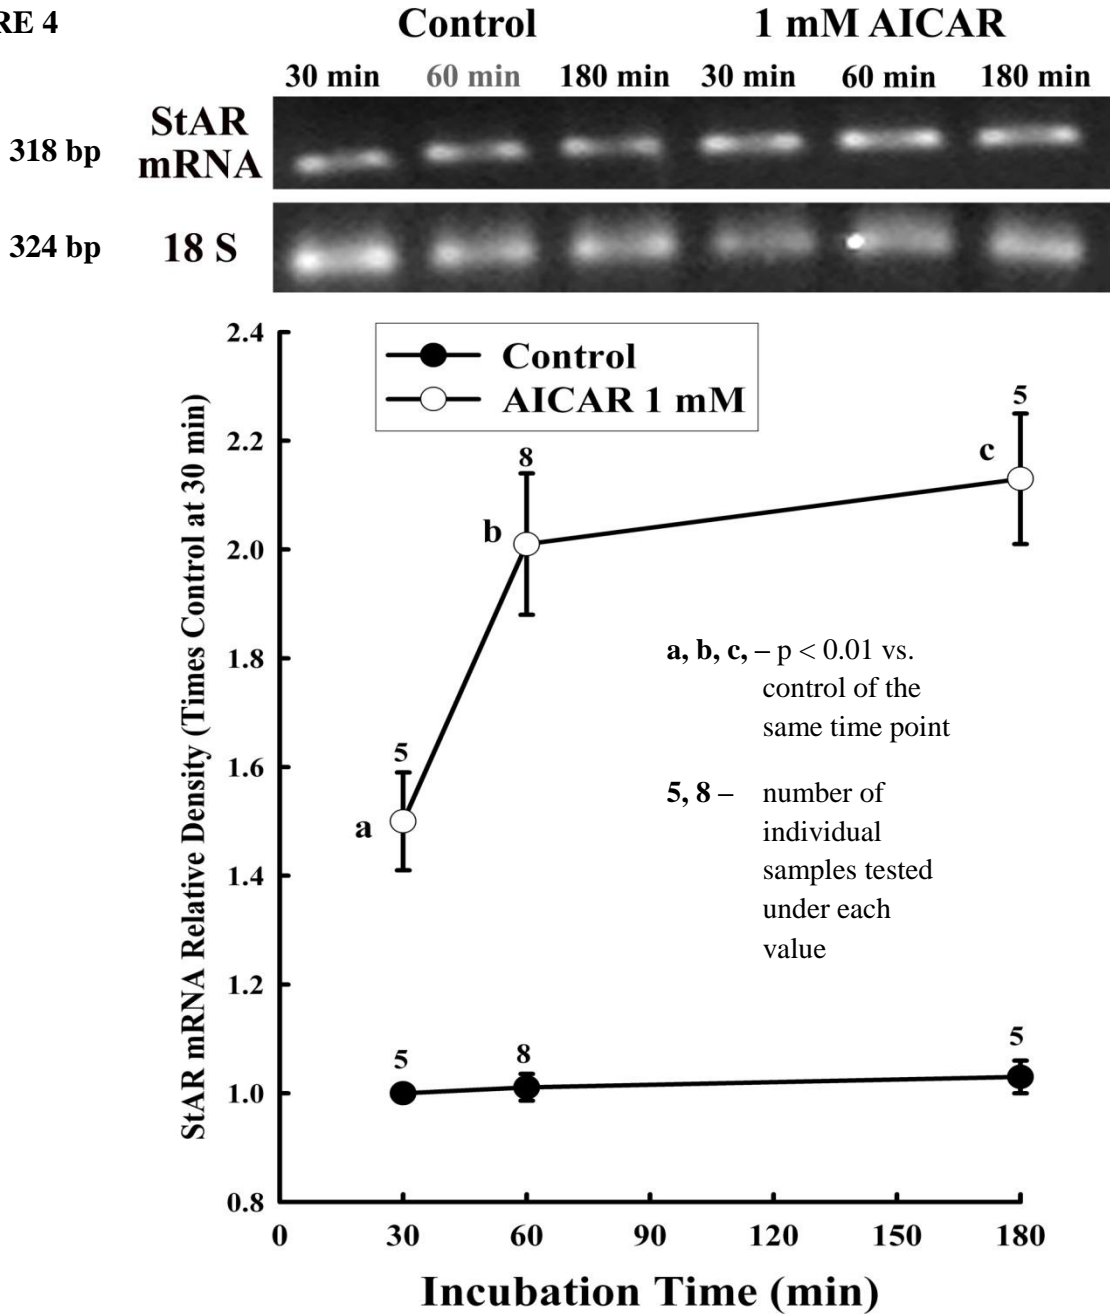 RE 4
Control 1 mM AICAR
30 min 60 min 180 min 30 min 60 min 180 min
318 bp StAR mRNA
324 bp 18 S
2.4
2.2
2.0
1.8
1.6
1.4
1.2
1.0
0.8
StAR mRNA Relative Density (Times Control at 30 min)
Control
AICAR 1 mM
5
8
5
a
b
c
a, b, c, – p < 0.01 vs.
control of the
same time point
5, 8 – number of
individual
samples tested
under each
value
5
8
5
0 30 60 90 120 150 180
Incubation Time (min)